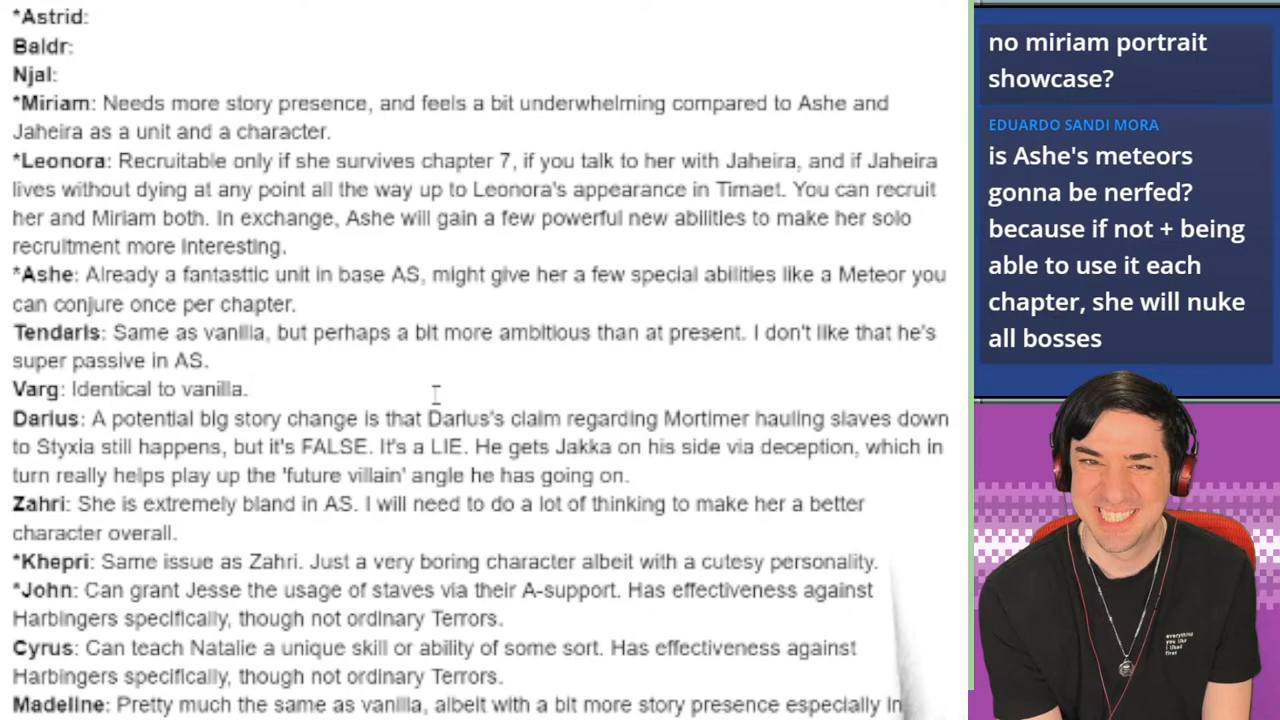 *Astrid:
Baldr:
Njal:
*Miriam: Needs more story presence, and feels a bit underwhelming compared to Ashe and
Jaheira as a unit and a character.
*Leonora: Recruitable only if she survives chapter 7, if you talk to her with Jaheira, and if Jaheira
lives without dying at any point all the way up to Leonora's appearance in Timaet. You can recruit
her and Miriam both. In exchange, Ashe will gain a few powerful new abilities to make her solo
recruitment more interesting.
*Ashe: Already a fantasttic unit in base AS, might give her a few special abilities like a Meteor you
can conjure once per chapter.
Tendaris: Same as vanilla, but perhaps a bit more ambitious than at present. I don't like that he's
super passive in AS.
Varg: Identical to vanilla.
Darius: A potential big story change is that Darius's claim regarding Mortimer hauling slaves down
to Styxia still happens, but it's FALSE. It's a LIE. He gets Jakka on his side via deception, which in
turn really helps play up the 'future villain' angle he has going on.
Zahri: She is extremely bland in AS. I will need to do a lot of thinking to make her a better
character overall.
*Khepri: Same issue as Zahri. Just a very boring character albeit with a cutesy personality.
*John: Can grant Jesse the usage of staves via their A-support. Has effectiveness against
Harbingers specifically, though not ordinary Terrors.
Cyrus: Can teach Natalie a unique skill or ability of some sort. Has effectiveness against
Harbingers specifically, though not ordinary Terrors.
Madeline: Pretty much the same as vanilla, albeit with a bit more story presence especially in
no miriam portrait
showcase?
EDUARDO SANDI MORA
is Ashe's meteors
gonna be nerfed?
because if not + being
able to use it each
chapter, she will nuke
all bosses
everything
you like
I liked
first